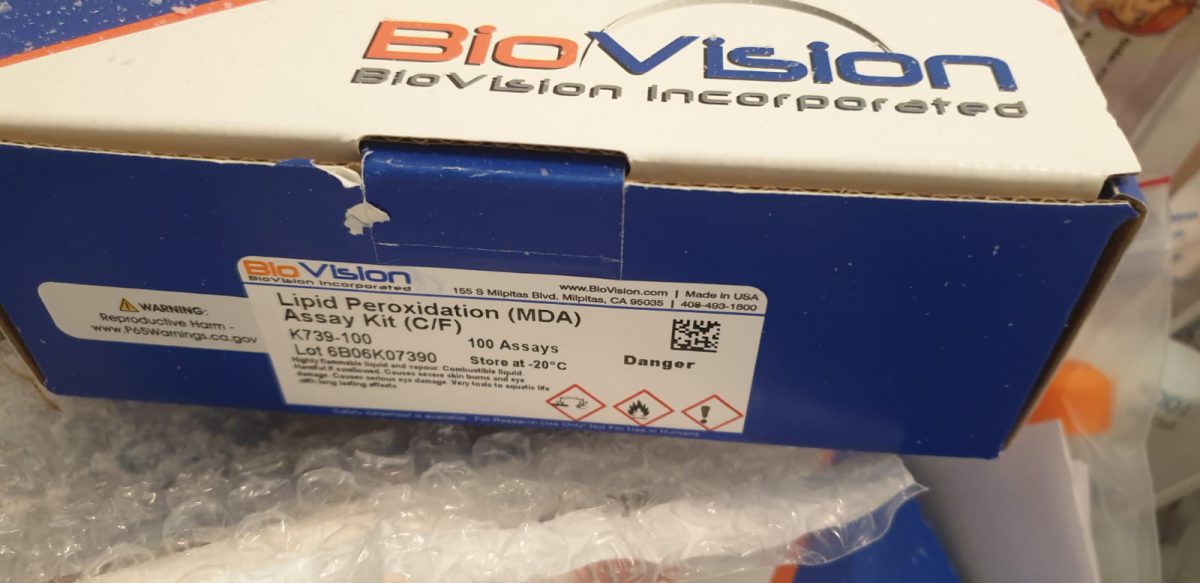 BioVision
BioVision Incorporated
BioVision
BioVision Incorporated
www.BioVision.com | Made in USA
155 S Milpitas Blvd. Milpitas, CA 95035 | 408-493-1800
Lipid Peroxidation (MDA)
Assay Kit (C/F)
K739-100
100 Assays
Lot 6B06K07390
Store at -20°C
Danger
Highly flammable liquid and vapour. Combustible liquid.
Harmful if swallowed. Causes severe skin burns and eye
damage. Causes serious eye damage. Very toxic to aquatic life
with long lasting effects.
Safety datasheet is available. For Research Use Only! Not For Use in Humans
WARNING:
Reproductive Harm -
www.P65Warnings.ca.gov